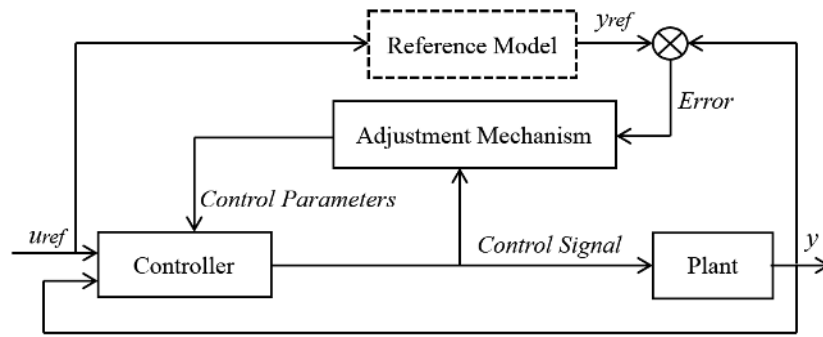 Reference Model
yref
Error
Adjustment Mechanism
Control Parameters
uref
Controller
Control Signal
Plant
y